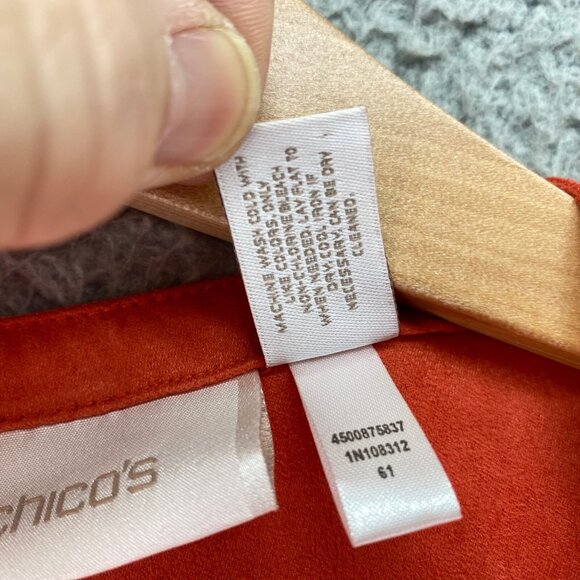 MACHINE WASH COLD WITH
LIKE COLORS, ONLY
NON-CHLORINE BLEACH
WHEN NEEDED, LAY FLAT TO
DRY, COOL IRON IF
NECESSARY, CAN BE DRY
CLEANED.
4500875837
1N108312
61
chico's